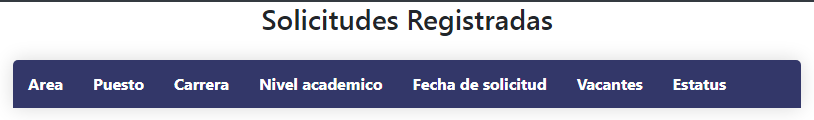 Solicitudes Registradas
Area Puesto Carrera Nivel academico Fecha de solicitud Vacantes Estatus